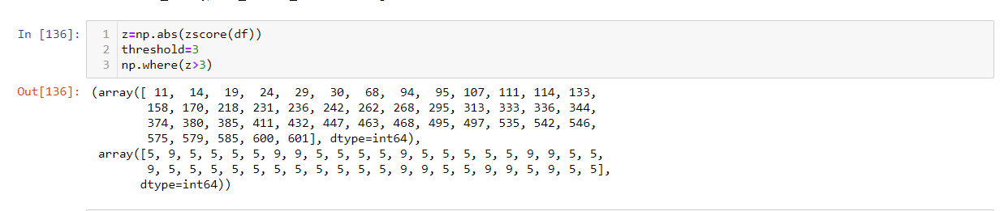 In [136]:
1 z=np.abs(zscore(df))
2 threshold=3
3 np.where(z>3)
Out[136]: (array([ 11, 14, 19, 24, 29, 30, 68, 94, 95, 107, 111, 114, 133,
158, 170, 218, 231, 236, 242, 262, 268, 295, 313, 333, 336, 344,
374, 380, 385, 411, 432, 447, 463, 468, 495, 497, 535, 542, 546,
575, 579, 585, 600, 601], dtype=int64),
array([5, 9, 5, 5, 5, 5, 9, 9, 5, 5, 5, 5, 9, 5, 5, 5, 5, 5, 9, 9, 5, 5,
9, 5, 5, 5, 5, 5, 5, 5, 5, 5, 5, 5, 9, 9, 5, 5, 9, 9, 5, 9, 5, 5],
dtype=int64))